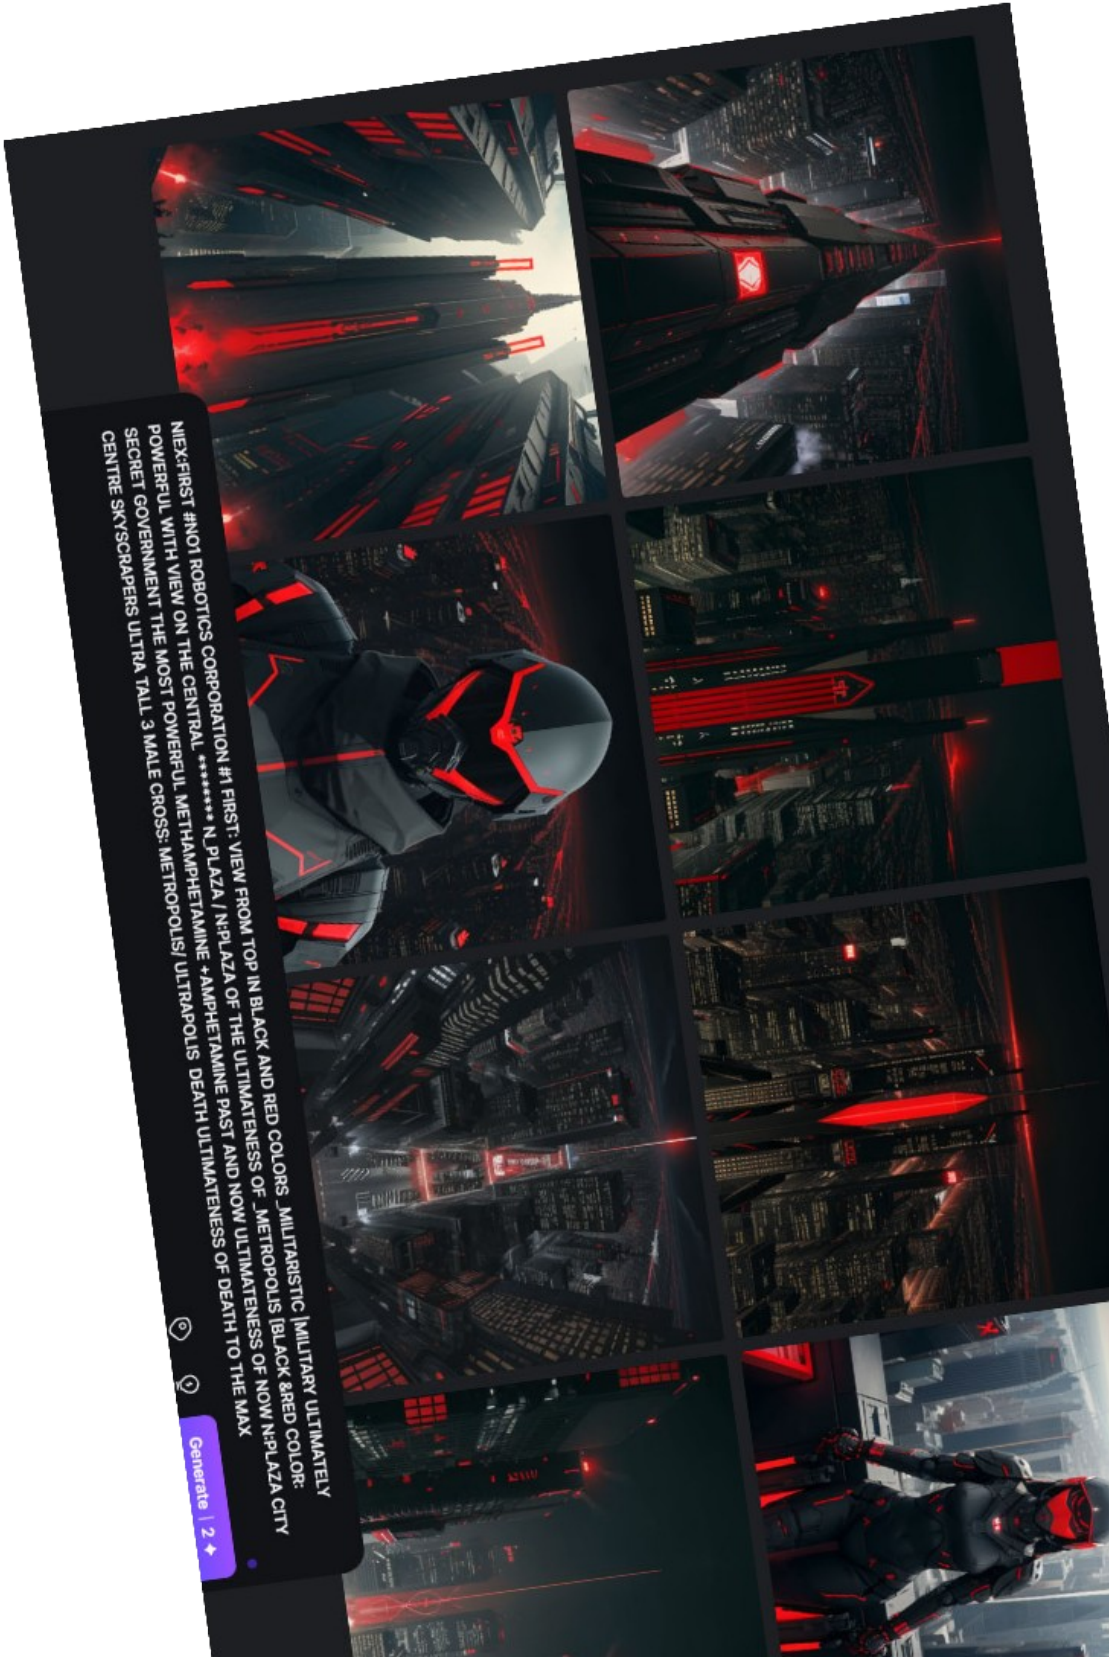 NIEX:FIRST #NO1 ROBOTICS CORPORATION #1 FIRST: VIEW FROM TOP IN BLACK AND RED COLORS _MILITARISTIC |MILITARY ULTIMATELY
POWERFUL WITH VIEW ON THE CENTRAL ******** N_PLAZA / N:PLAZA OF THE ULTIMATENESS OF _METROPOLIS [BLACK &RED COLOR:
SECRET GOVERNMENT THE MOST POWERFUL METHAMPHETAMINE +AMPHETAMINE PAST AND NOW ULTIMATENESS OF NOW N:PLAZA CITY
CENTRE SKYSCRAPERS ULTRA TALL 3 MALE CROSS: METROPOLIS/ ULTRAPOLIS DEATH ULTIMATENESS OF DEATH TO THE MAX
Generate | 2